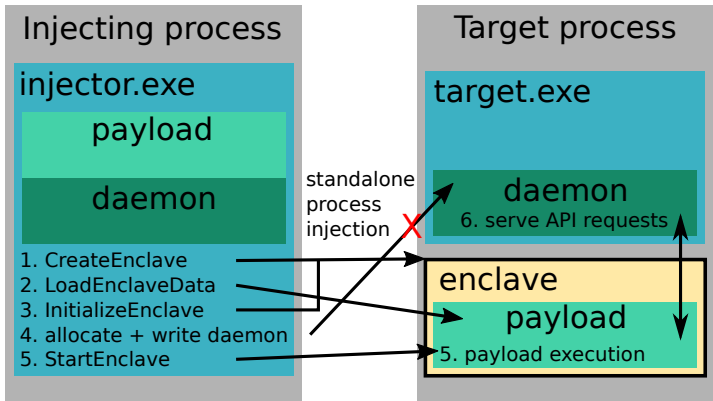 Injecting process
injector.exe
payload
daemon
1. CreateEnclave
2. LoadEnclaveData
3. InitializeEnclave
4. allocate + write daemon
5. StartEnclave
standalone
process
injection
X
Target process
target.exe
daemon
6. serve API requests
enclave
payload
5. payload execution